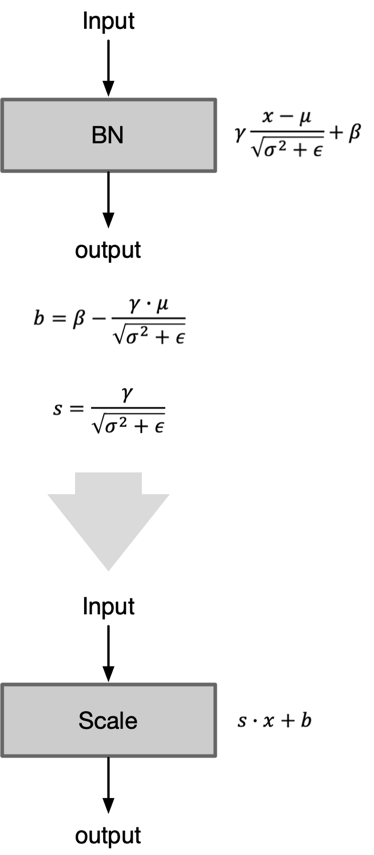 Input
BN
γ (x − μ)/√(σ² + ϵ) + β
output
b = β − (γ · μ)/√(σ² + ϵ)
s = γ/√(σ² + ϵ)
Input
Scale
s · x + b
output